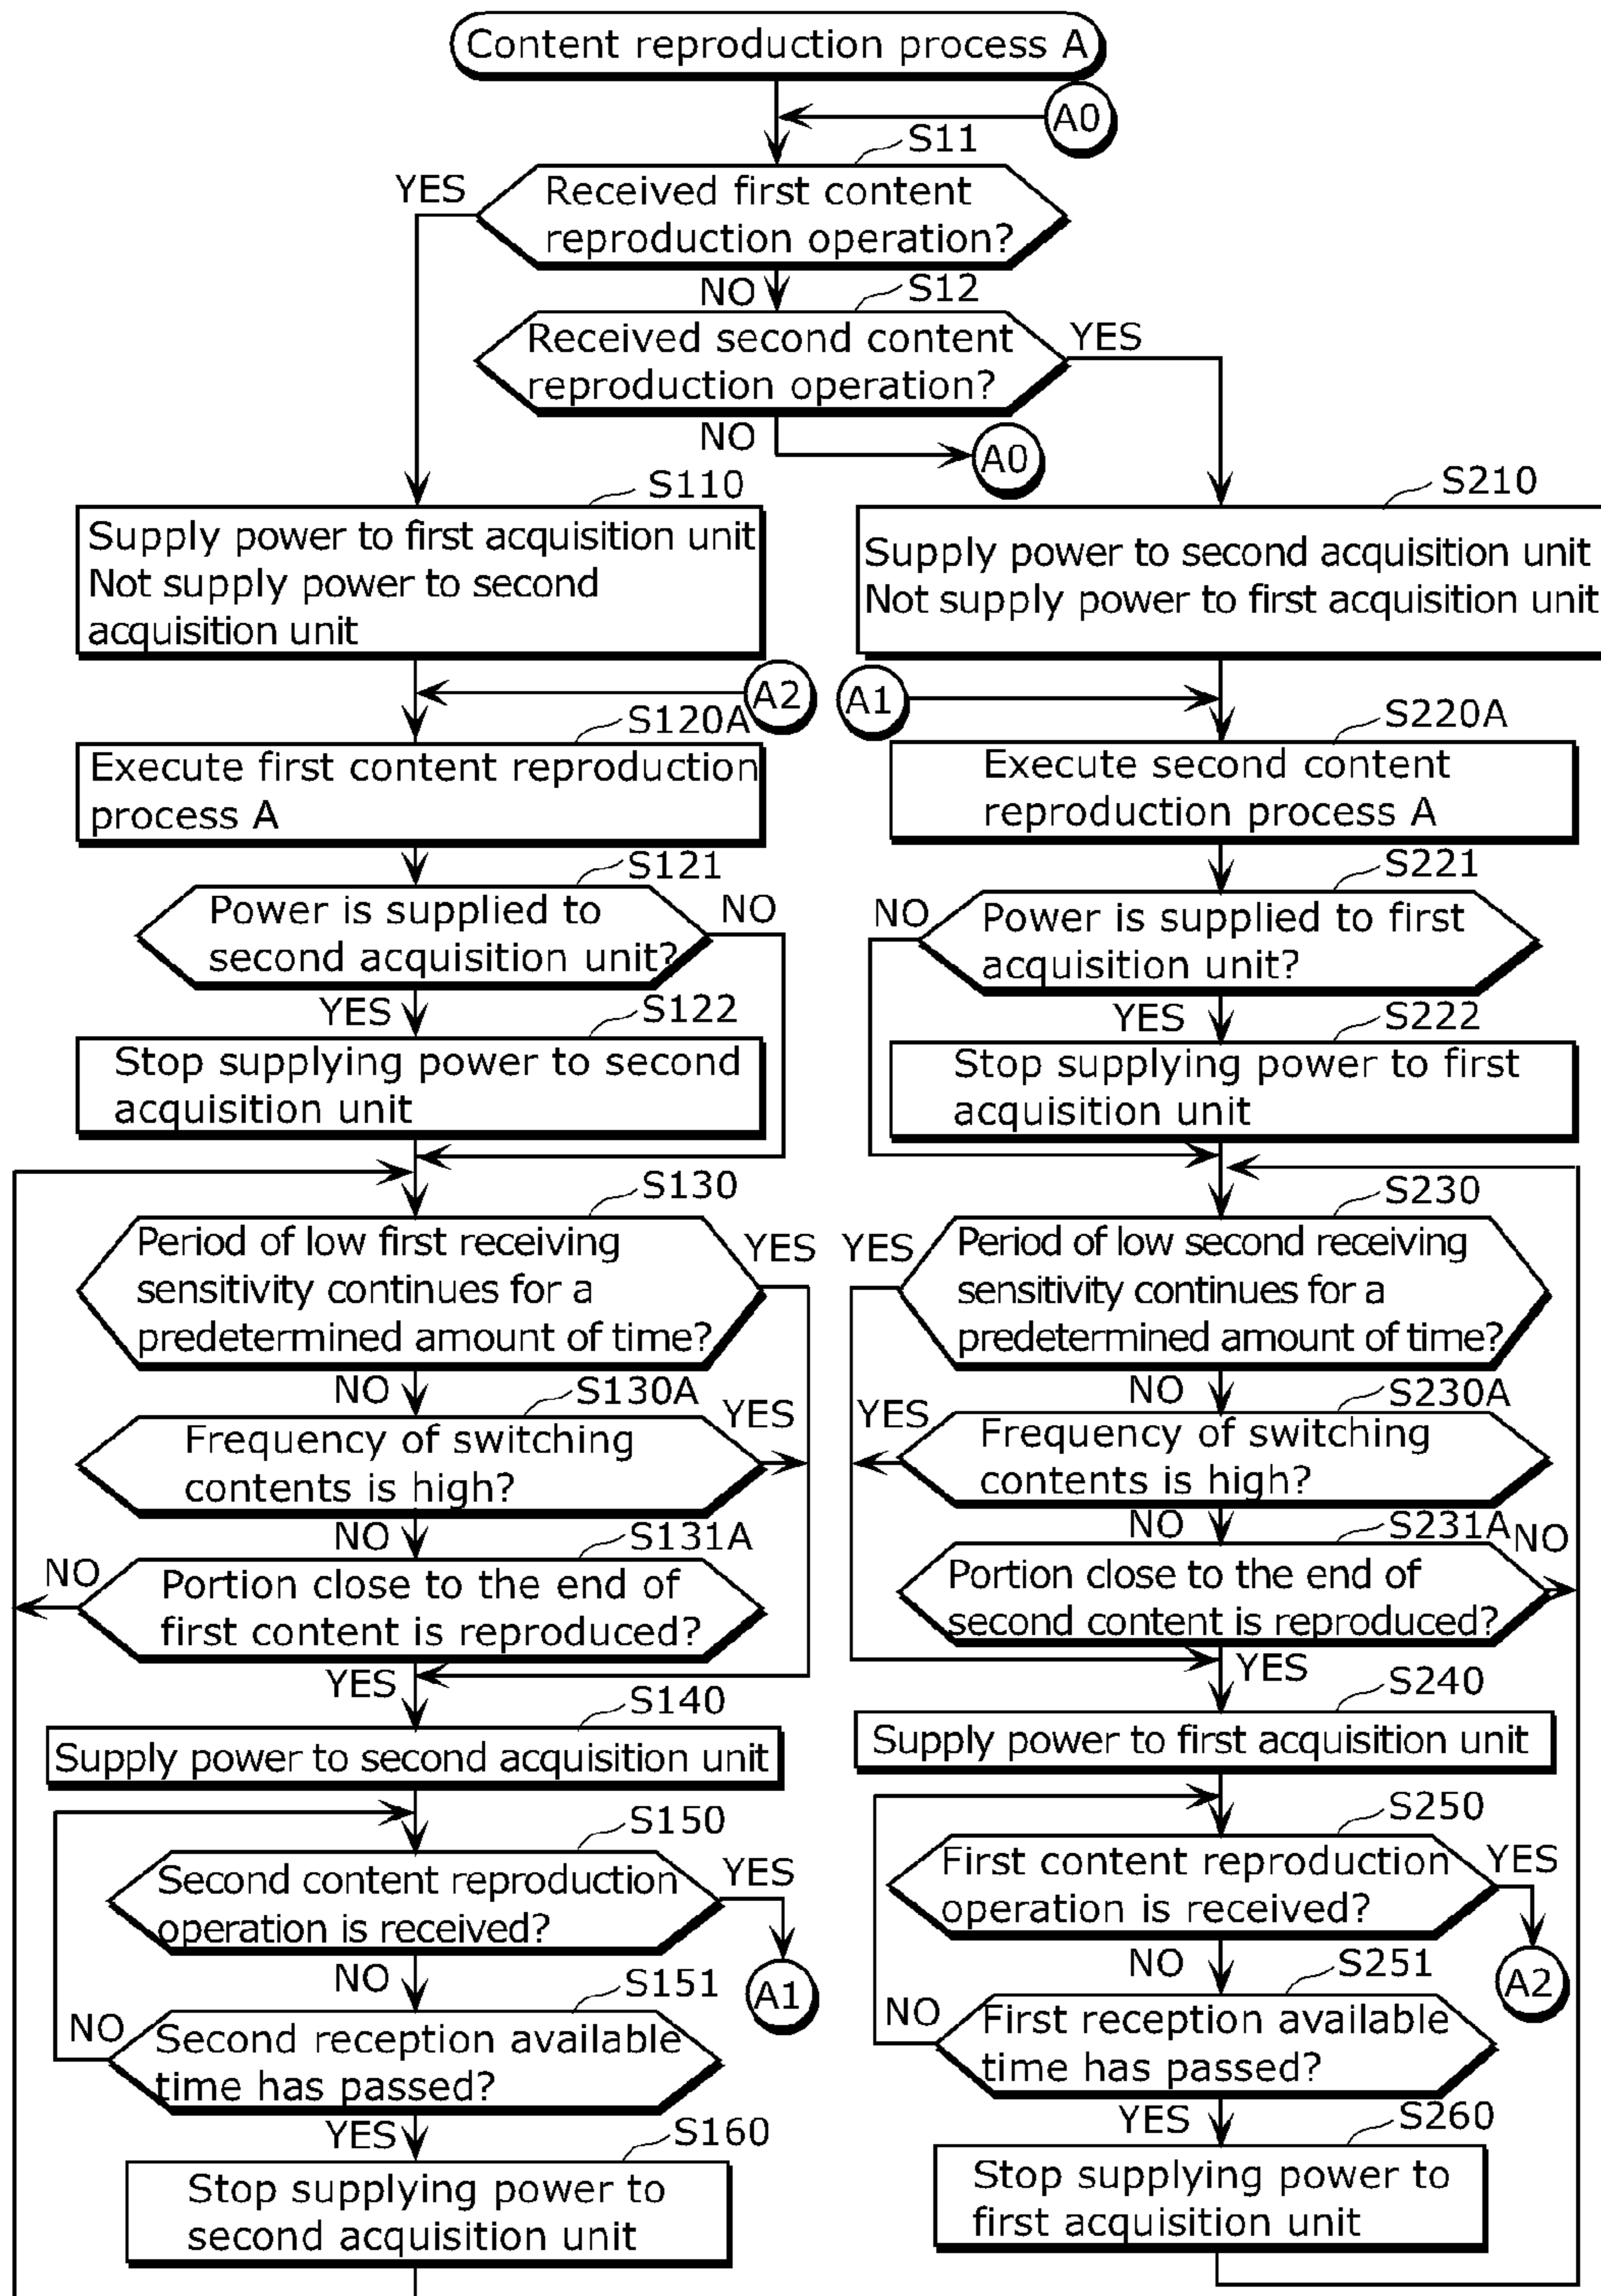 Content reproduction process A
A0
S11
YES
Received first content
reproduction operation?
NO
S12
Received second content
reproduction operation?
YES
NO
A0
S110
Supply power to first acquisition unit
Not supply power to second
acquisition unit
S210
Supply power to second acquisition unit
Not supply power to first acquisition unit
A2
A1
S120A
Execute first content reproduction
process A
S220A
Execute second content
reproduction process A
S121
Power is supplied to
second acquisition unit?
NO
S221
NO
Power is supplied to first
acquisition unit?
YES
S122
Stop supplying power to second
acquisition unit
YES
S222
Stop supplying power to first
acquisition unit
S130
Period of low first receiving
sensitivity continues for a
predetermined amount of time?
YES
S230
YES
Period of low second receiving
sensitivity continues for a
predetermined amount of time?
NO
S130A
Frequency of switching
contents is high?
YES
NO
S230A
YES
Frequency of switching
contents is high?
NO
S131A
NO
Portion close to the end of
first content is reproduced?
NO
S231A
NO
Portion close to the end of
second content is reproduced?
YES
S140
Supply power to second acquisition unit
YES
S240
Supply power to first acquisition unit
S150
Second content reproduction
operation is received?
YES
A1
S250
First content reproduction
operation is received?
YES
A2
NO
S151
NO
Second reception available
time has passed?
NO
S251
NO
First reception available
time has passed?
YES
S160
Stop supplying power to
second acquisition unit
YES
S260
Stop supplying power to
first acquisition unit